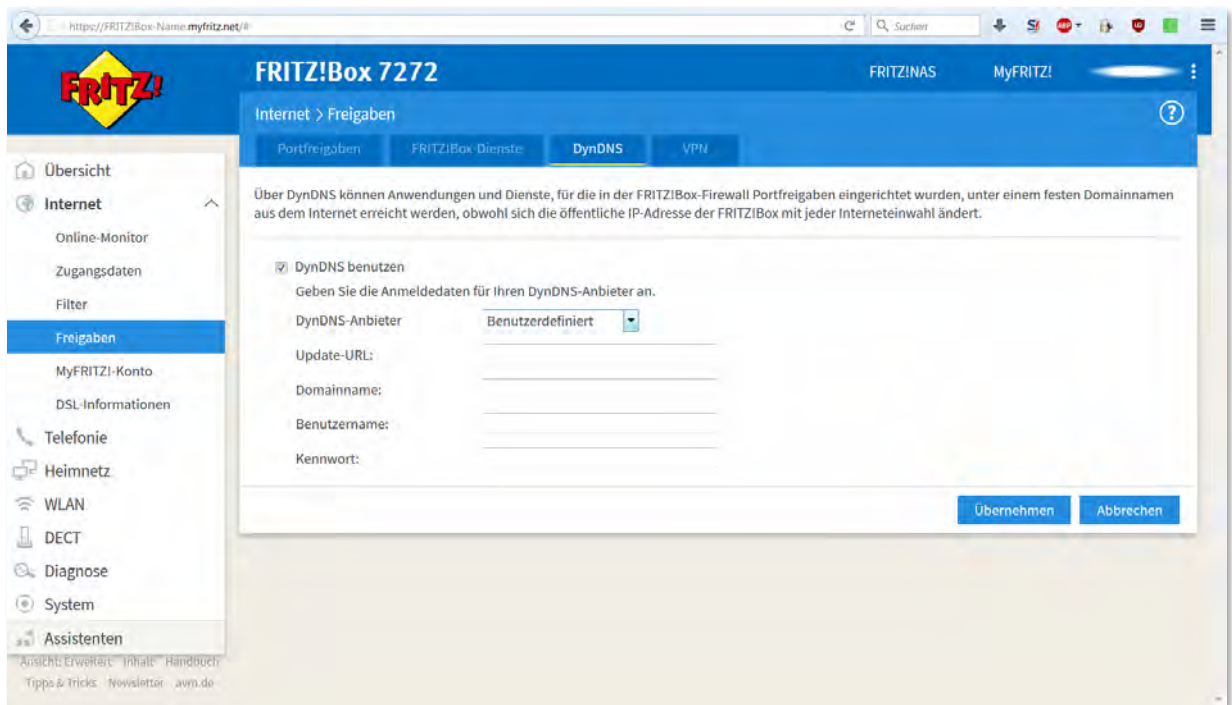 https://FRITZ!Box-Name.myfritz.net/#
Suchen
FRITZ!
FRITZ!Box 7272
FRITZ!NAS
MyFRITZ!
Internet > Freigaben
?
Portfreigaben
FRITZ!Box-Dienste
DynDNS
VPN
Übersicht
Internet
Online-Monitor
Zugangsdaten
Filter
Freigaben
MyFRITZ!-Konto
DSL-Informationen
Telefonie
Heimnetz
WLAN
DECT
Diagnose
System
Assistenten
Ansicht: Erweitert Inhalt Handbuch
Tipps & Tricks Newsletter avm.de
Über DynDNS können Anwendungen und Dienste, für die in der FRITZ!Box-Firewall Portfreigaben eingerichtet wurden, unter einem festen Domainnamen
aus dem Internet erreicht werden, obwohl sich die öffentliche IP-Adresse der FRITZ!Box mit jeder Interneteinwahl ändert.
DynDNS benutzen
Geben Sie die Anmeldedaten für Ihren DynDNS-Anbieter an.
DynDNS-Anbieter Benutzerdefiniert
Update-URL:
Domainname:
Benutzername:
Kennwort:
Übernehmen
Abbrechen